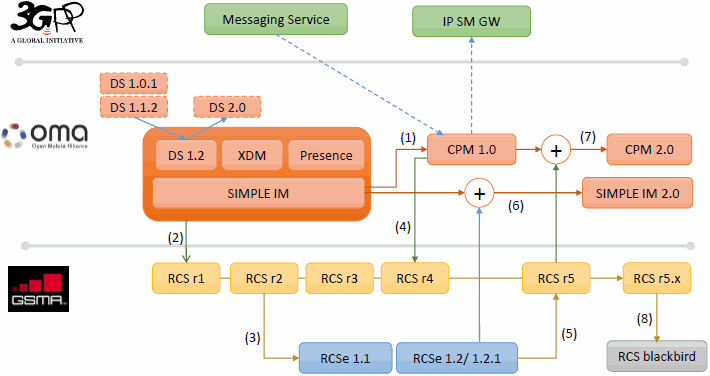 3GPP
A GLOBAL INITIATIVE
Messaging Service
IP SM GW
DS 1.0.1
DS 1.1.2
DS 2.0
oma
Open Mobile Alliance
DS 1.2
XDM
Presence
SIMPLE IM
(1)
CPM 1.0
+
(7)
CPM 2.0
+
(6)
SIMPLE IM 2.0
(2)
(4)
GSMA
RCS r1
RCS r2
RCS r3
RCS r4
RCS r5
RCS r5.x
(3)
(5)
(8)
RCSe 1.1
RCSe 1.2/ 1.2.1
RCS blackbird